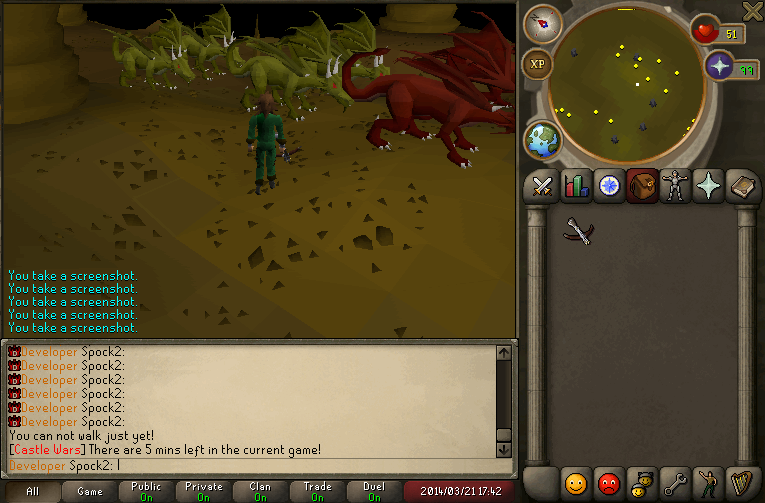 51
XP
99
You take a screenshot.
You take a screenshot.
You take a screenshot.
You take a screenshot.
You take a screenshot.
Developer Spock2:
Developer Spock2:
Developer Spock2:
Developer Spock2:
Developer Spock2:
Developer Spock2:
You can not walk just yet!
[Castle Wars] There are 5 mins left in the current game!
Developer Spock2: |
All
Game
Public
On
Private
On
Clan
On
Trade
On
Duel
On
2014/03/21 17:42